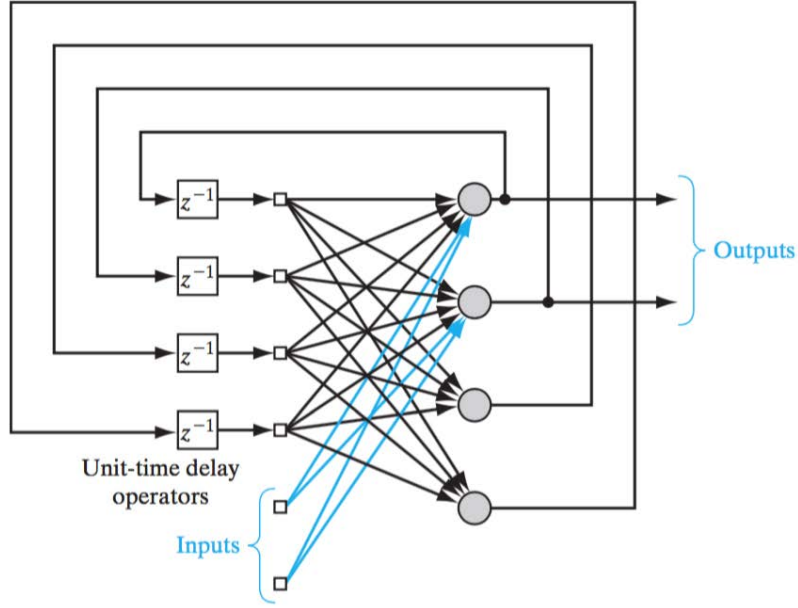 z⁻¹
z⁻¹
Outputs
z⁻¹
z⁻¹
Unit-time delay
operators
Inputs